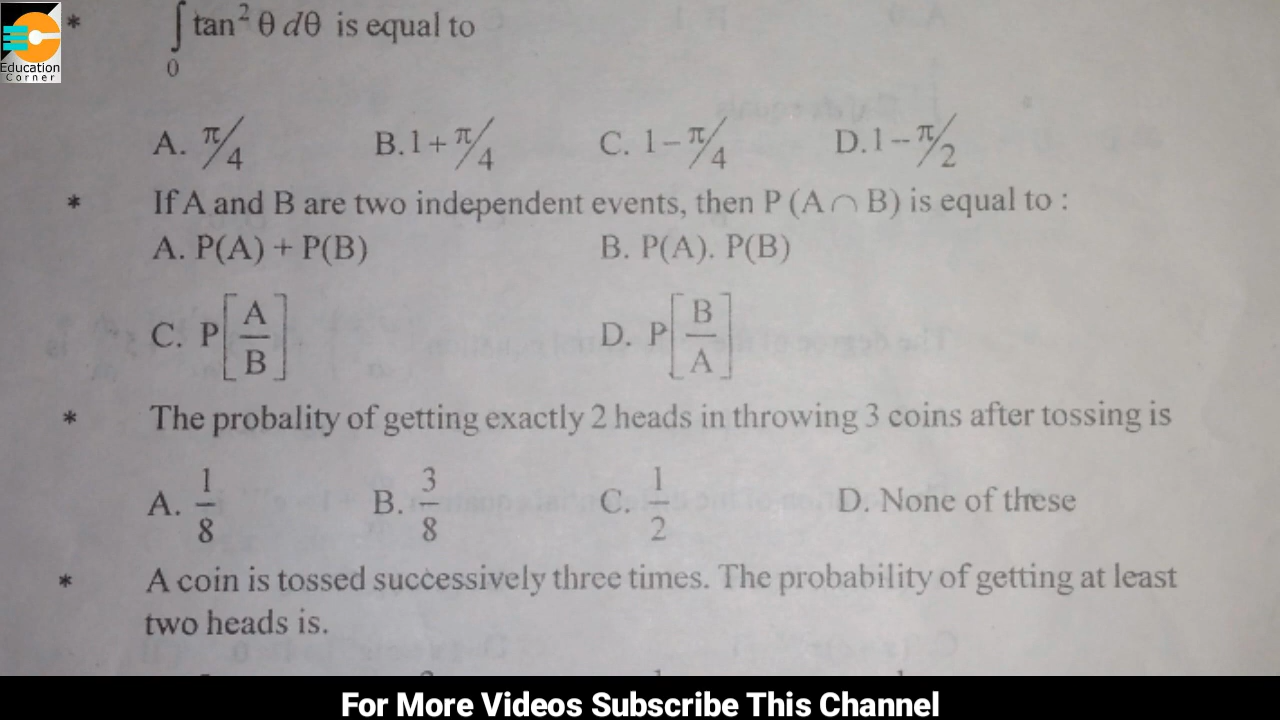 Education
Corner
* ∫₀ tan² θ dθ is equal to
A. π/4 B. 1+π/4 C. 1−π/4 D. 1−π/2
* If A and B are two independent events, then P (A∩B) is equal to :
A. P(A) + P(B) B. P(A). P(B)
C. P[A/B] D. P[B/A]
* The probality of getting exactly 2 heads in throwing 3 coins after tossing is
A. 1/8 B. 3/8 C. 1/2 D. None of these
* A coin is tossed successively three times. The probability of getting at least
two heads is.
For More Videos Subscribe This Channel